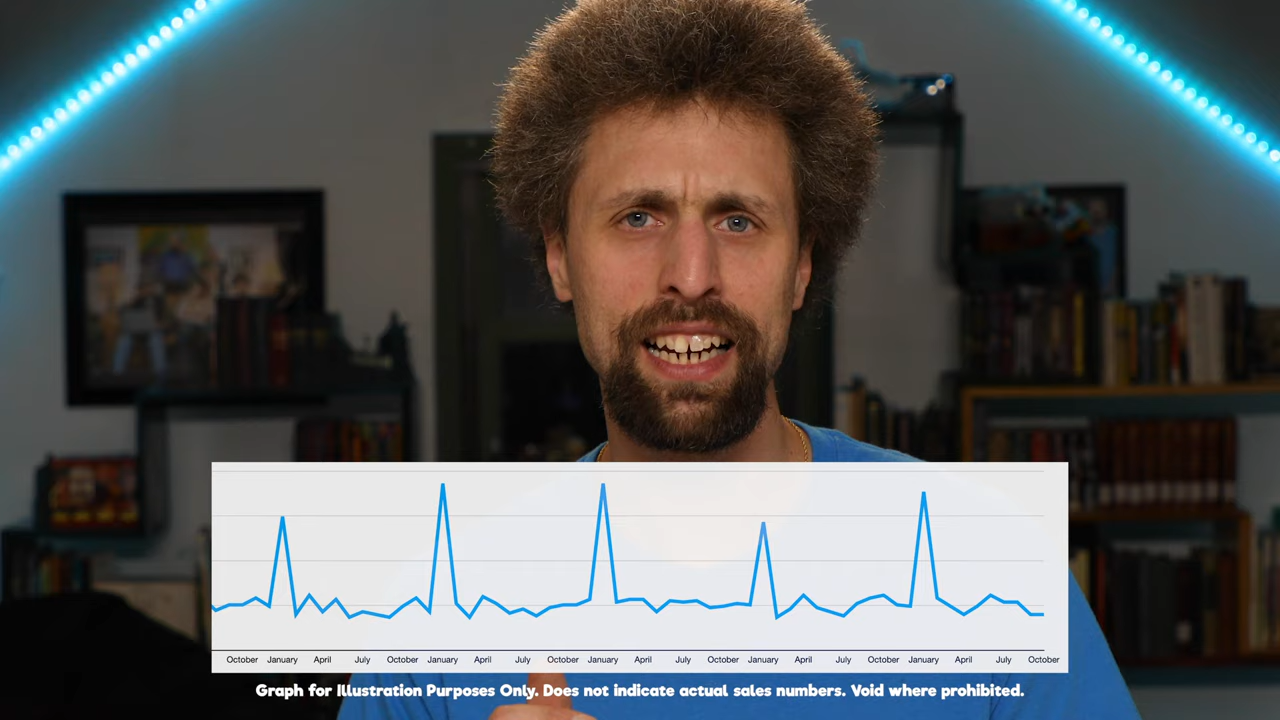 October January April July October January April July October January April July October January April July October January April July October
Graph for Illustration Purposes Only. Does not indicate actual sales numbers. Void where prohibited.